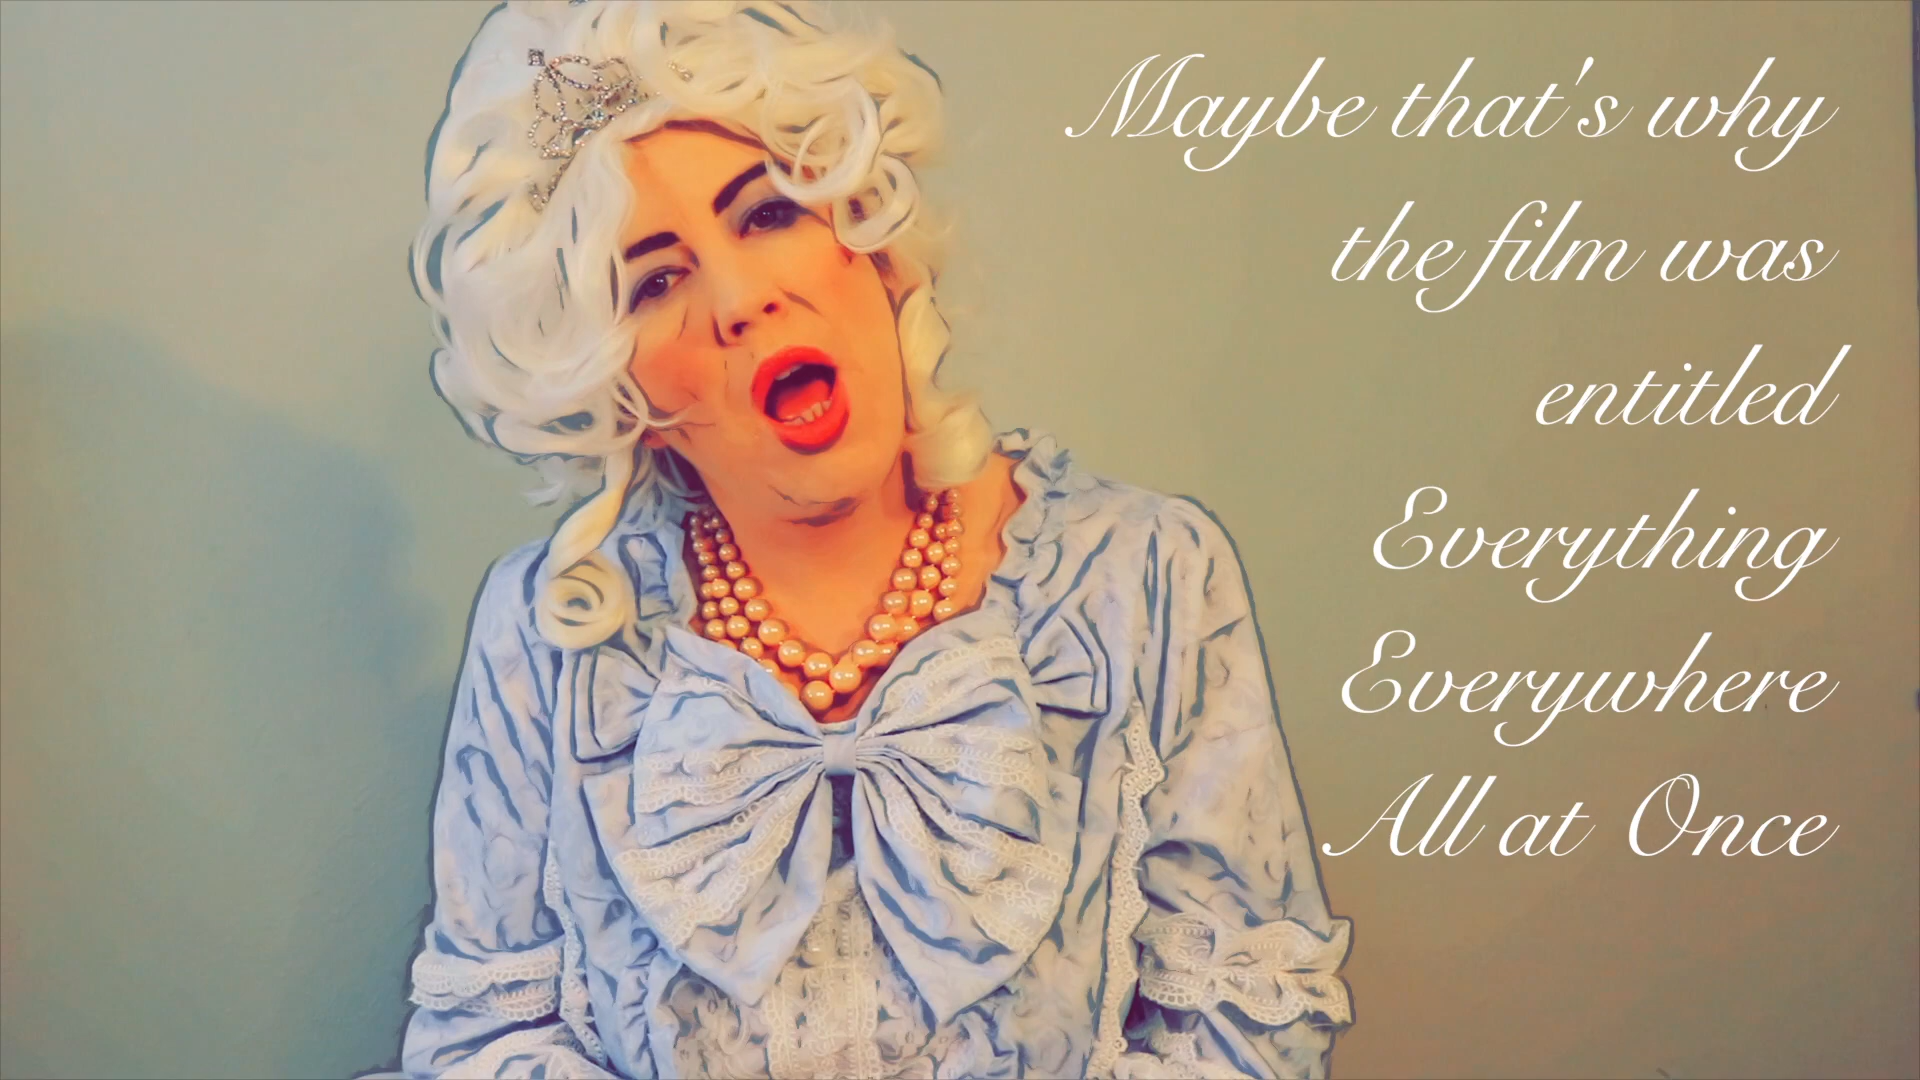 Maybe that's why
the film was
entitled
Everything
Everywhere
All at Once